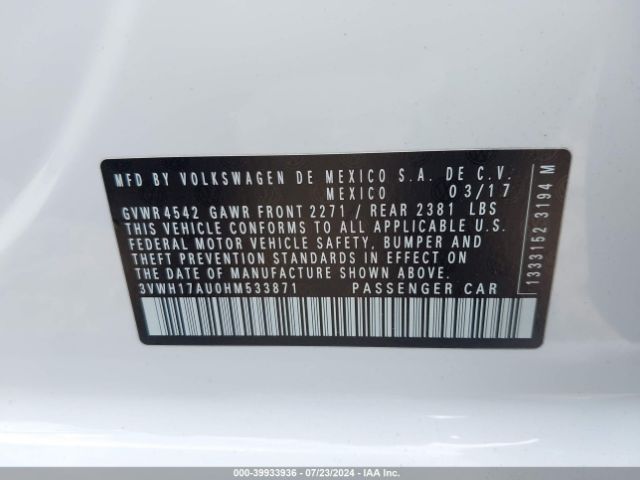 MFD BY VOLKSWAGEN DE MEXICO S.A. DE C.V.
MEXICO 03/17
GVWR 4542 GAWR FRONT 2271 / REAR 2381 LBS
THIS VEHICLE CONFORMS TO ALL APPLICABLE U.S.
FEDERAL MOTOR VEHICLE SAFETY, BUMPER AND
THEFT PREVENTION STANDARDS IN EFFECT ON
THE DATE OF MANUFACTURE SHOWN ABOVE.
3VWH17AU0HM533871 PASSENGER CAR
1333152 3194 M
000-39933936 - 07/23/2024 - IAA Inc.